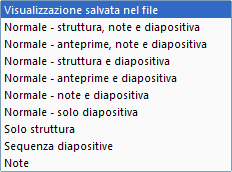 Visualizzazione salvata nel file
Normale - struttura, note e diapositiva
Normale - anteprime, note e diapositiva
Normale - struttura e diapositiva
Normale - anteprime e diapositiva
Normale - note e diapositiva
Normale - solo diapositiva
Solo struttura
Sequenza diapositive
Note